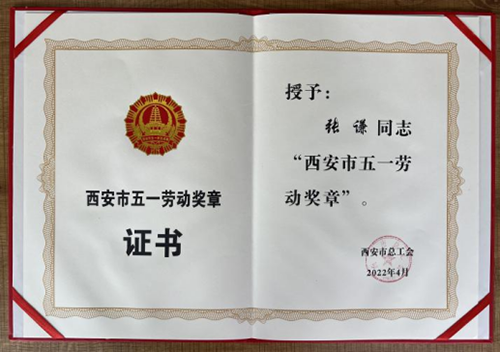 西安市五一劳动奖章
证书
授予：
张谦同志
“西安市五一劳
动奖章”。
西安市总工会
2022年4月